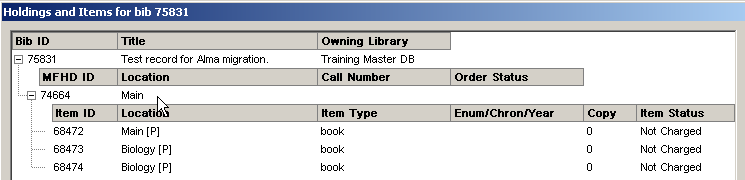 Holdings and Items for bib 75831
Bib ID Title Owning Library
75831 Test record for Alma migration. Training Master DB
MFHD ID Location Call Number Order Status
74664 Main
Item ID Location Item Type Enum/Chron/Year Copy Item Status
68472 Main [P] book 0 Not Charged
68473 Biology [P] book 0 Not Charged
68474 Biology [P] book 0 Not Charged